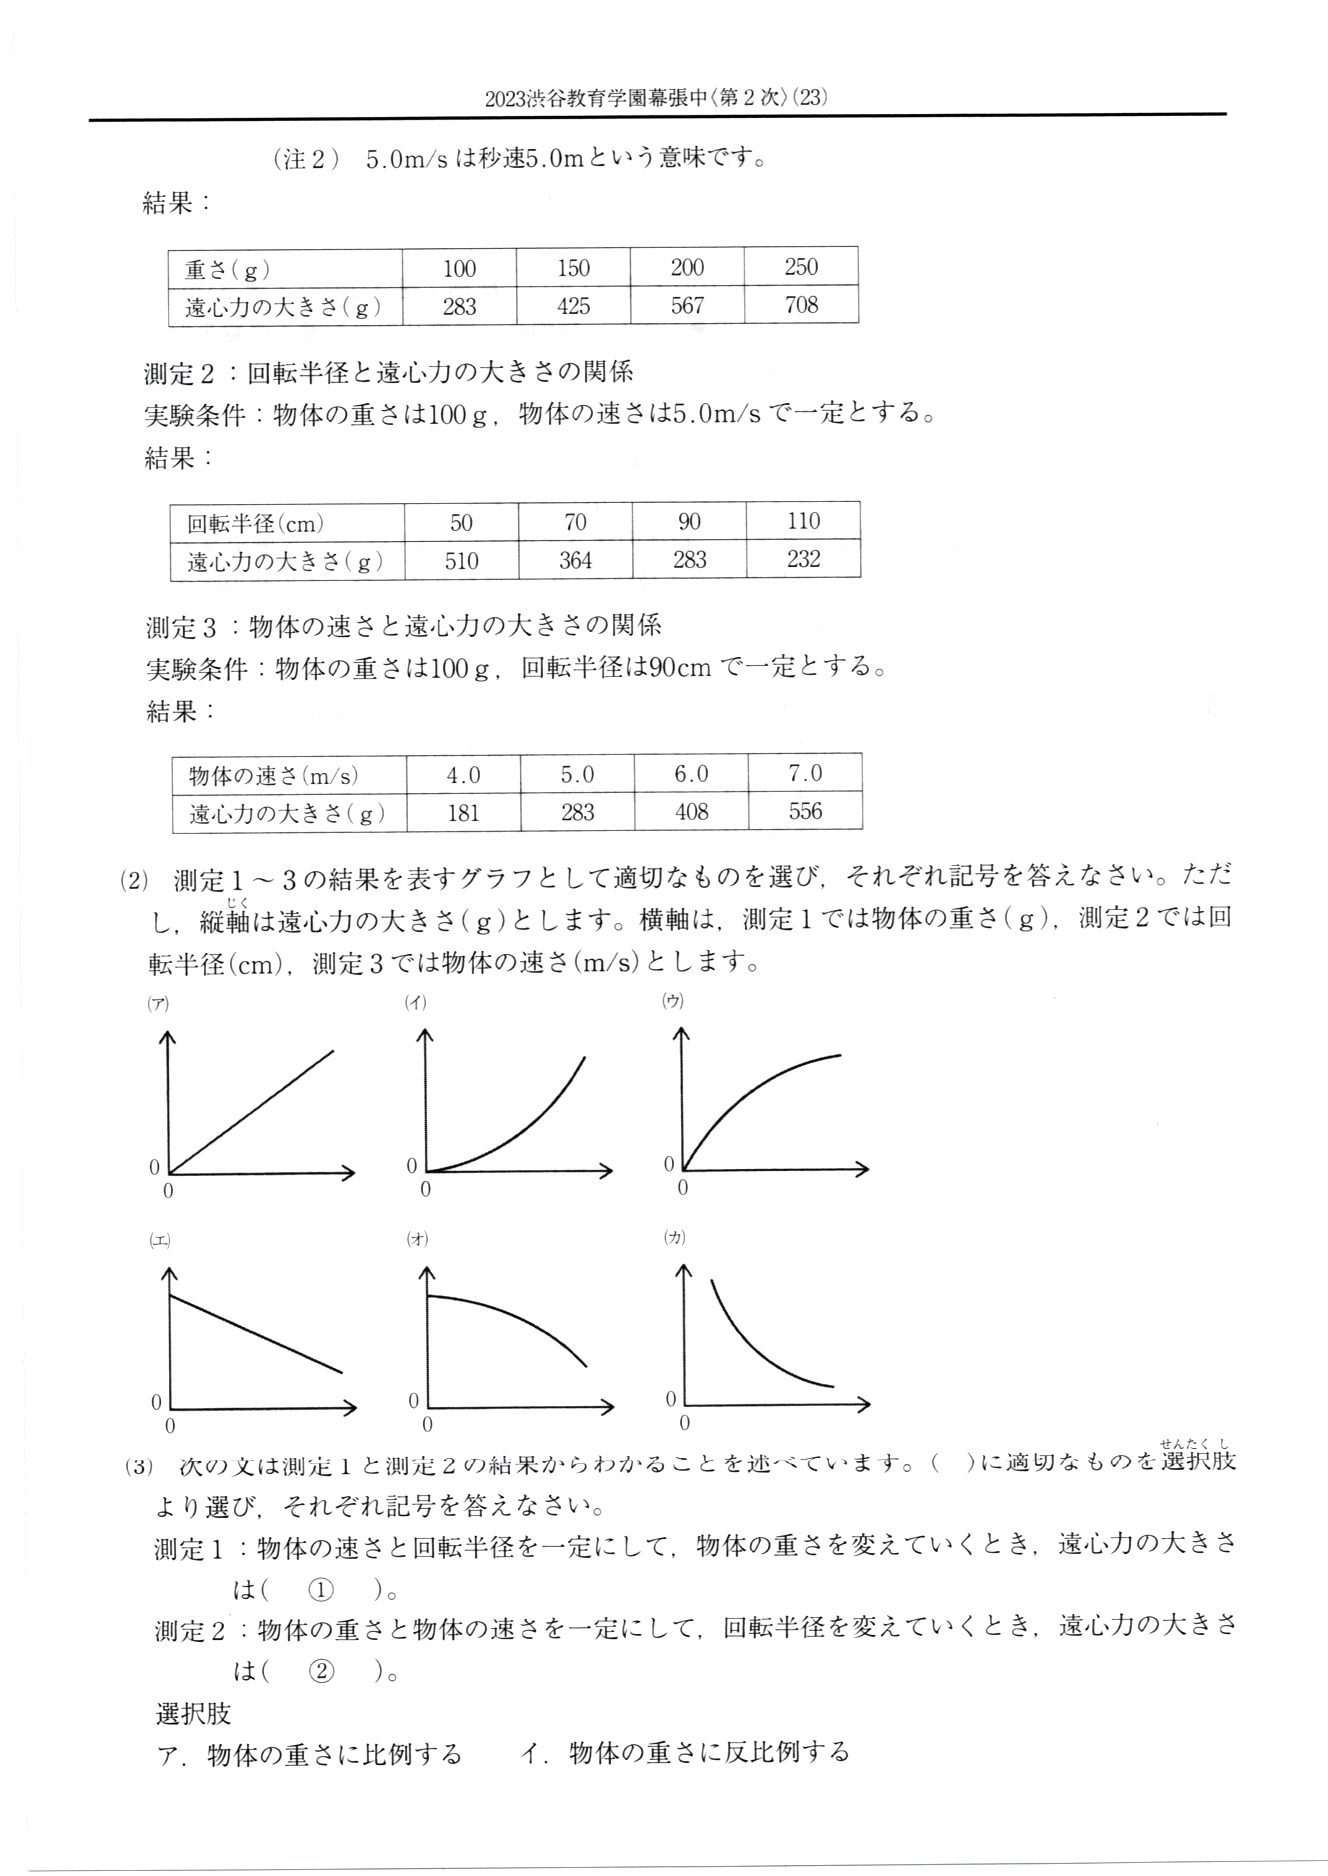 2023渋谷教育学園幕張中〈第2次〉(23)
(注2) 5.0m/sは秒速5.0mという意味です。
結果：
重さ(g) 100 150 200 250
遠心力の大きさ(g) 283 425 567 708
測定2：回転半径と遠心力の大きさの関係
実験条件：物体の重さは100g，物体の速さは5.0m/sで一定とする。
結果：
回転半径(cm) 50 70 90 110
遠心力の大きさ(g) 510 364 283 232
測定3：物体の速さと遠心力の大きさの関係
実験条件：物体の重さは100g，回転半径は90cmで一定とする。
結果：
物体の速さ(m/s) 4.0 5.0 6.0 7.0
遠心力の大きさ(g) 181 283 408 556
(2) 測定1～3の結果を表すグラフとして適切なものを選び，それぞれ記号を答えなさい。ただ
じく
し，縦軸は遠心力の大きさ(g)とします。横軸は，測定1では物体の重さ(g)，測定2では回
転半径(cm)，測定3では物体の速さ(m/s)とします。
(ア) (イ) (ウ)
0 0 0
0 0 0
(エ) (オ) (カ)
0 0 0
0 0 0
せんたくし
(3) 次の文は測定1と測定2の結果からわかることを述べています。( )に適切なものを選択肢
より選び，それぞれ記号を答えなさい。
測定1：物体の速さと回転半径を一定にして，物体の重さを変えていくとき，遠心力の大きさ
は( ① )。
測定2：物体の重さと物体の速さを一定にして，回転半径を変えていくとき，遠心力の大きさ
は( ② )。
選択肢
ア．物体の重さに比例する イ．物体の重さに反比例する